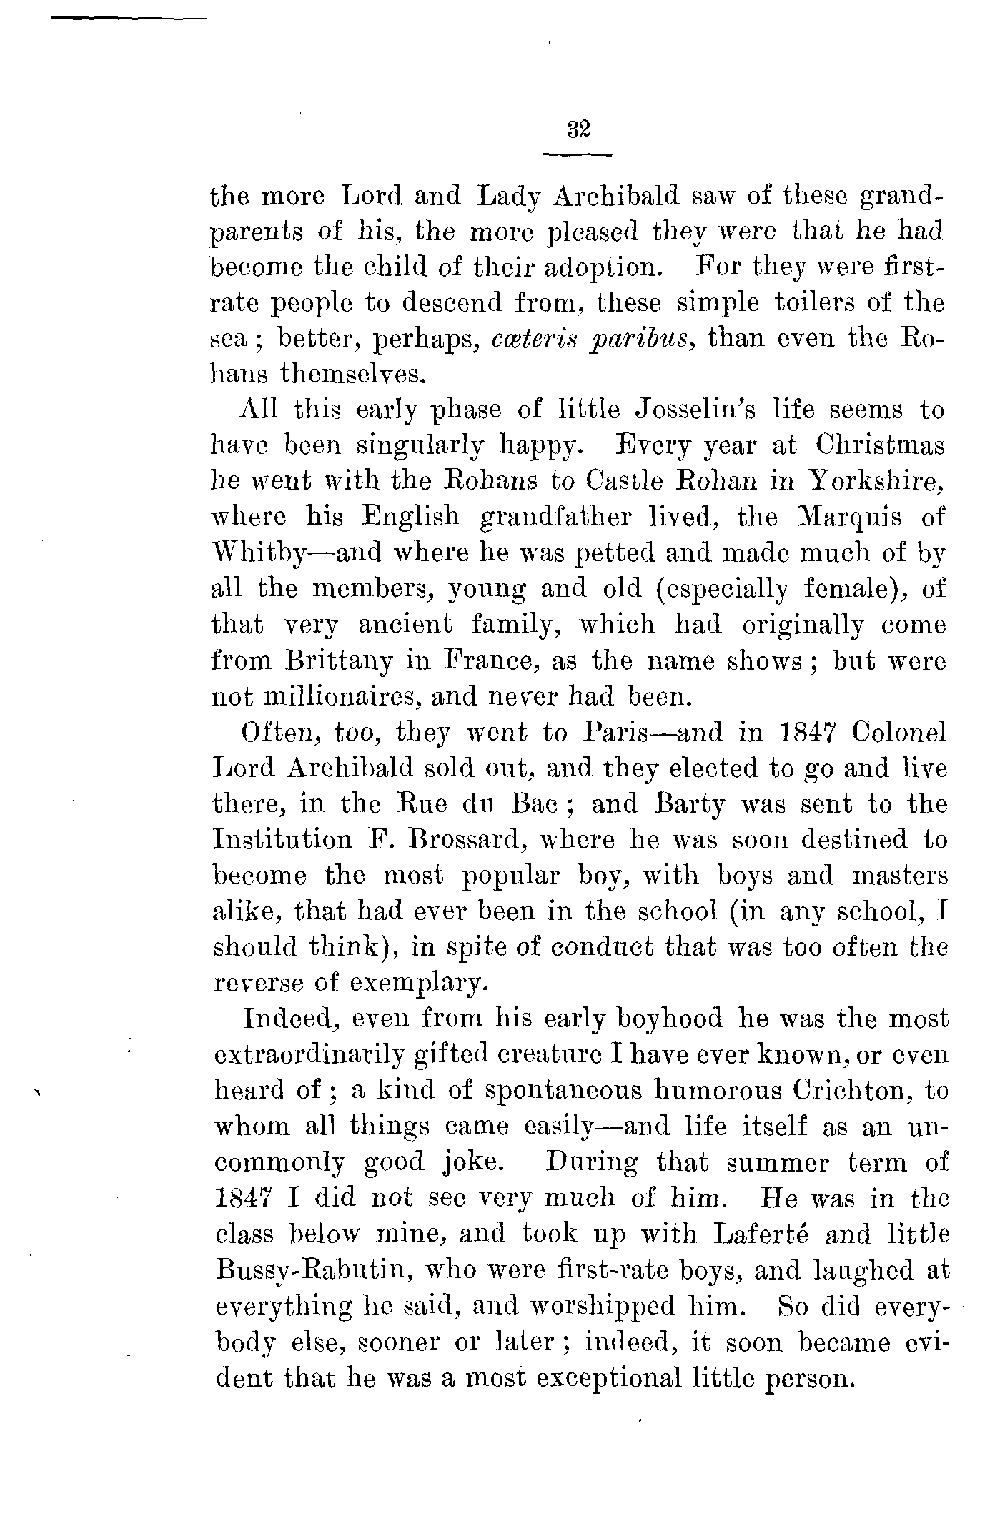 32
the more Lord and Lady Archibald saw of these grand-
parents of his, the more pleased they were that he had
become the child of their adoption. For they were first-
rate people to descend from, these simple toilers of the
sea ; better, perhaps, cœteris paribus, than even the Ro-
hans themselves.
All this early phase of little Josselin's life seems to
have been singularly happy. Every year at Christmas
he went with the Rohans to Castle Rohan in Yorkshire,
where his English grandfather lived, the Marquis of
Whitby—and where he was petted and made much of by
all the members, young and old (especially female), of
that very ancient family, which had originally come
from Brittany in France, as the name shows ; but were
not millionaires, and never had been.
Often, too, they went to Paris—and in 1847 Colonel
Lord Archibald sold out, and they elected to go and live
there, in the Rue du Bac ; and Barty was sent to the
Institution F. Brossard, where he was soon destined to
become the most popular boy, with boys and masters
alike, that had ever been in the school (in any school, I
should think), in spite of conduct that was too often the
reverse of exemplary.
Indeed, even from his early boyhood he was the most
extraordinarily gifted creature I have ever known, or even
heard of ; a kind of spontaneous humorous Crichton, to
whom all things came easily—and life itself as an un-
commonly good joke. During that summer term of
1847 I did not see very much of him. He was in the
class below mine, and took up with Laferté and little
Bussy-Rabutin, who were first-rate boys, and laughed at
everything he said, and worshipped him. So did every-
body else, sooner or later ; indeed, it soon became evi-
dent that he was a most exceptional little person.